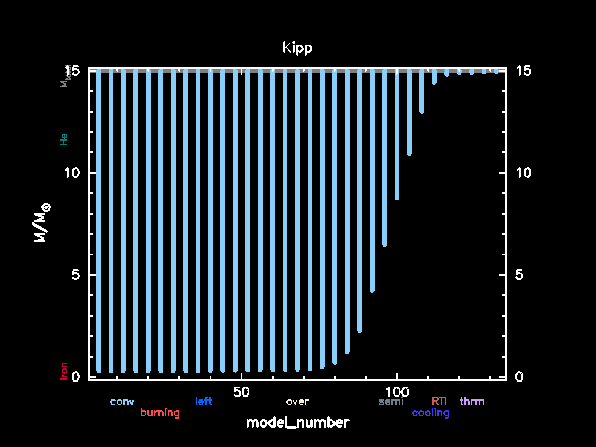 Kipp
15 15
He
10 10
M/M☉
5 5
Iron
0 0
50 100
conv left over semi RTI thrm
burning cooling
model_number